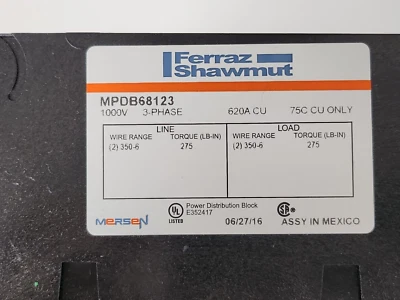 Ferraz
Shawmut
MPDB68123
1000V 3-PHASE 620A CU 75C CU ONLY
LINE LOAD
WIRE RANGE TORQUE (LB-IN) WIRE RANGE TORQUE (LB-IN)
(2) 350-6 275 (2) 350-6 275
MERSEN UL LISTED Power Distribution Block
E352417 06/27/16 SA ASSY IN MEXICO